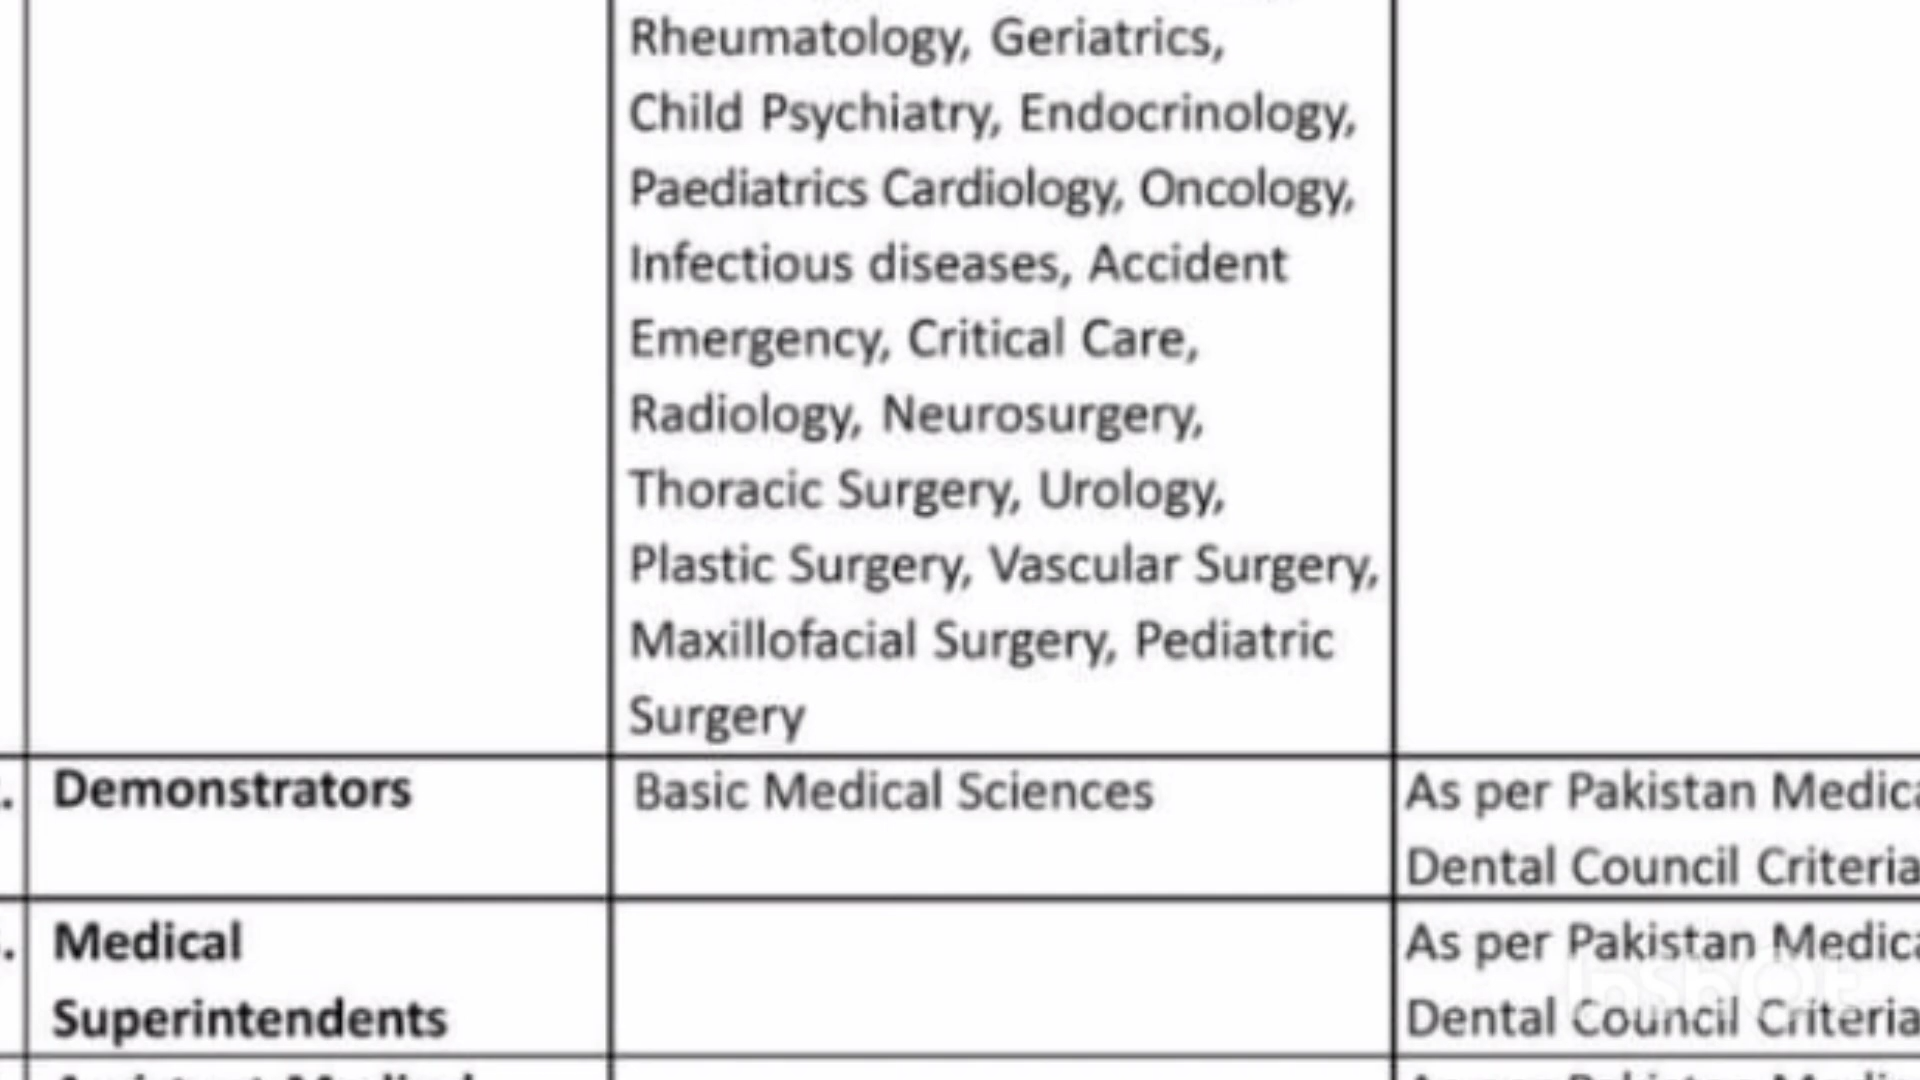 Rheumatology, Geriatrics,
Child Psychiatry, Endocrinology,
Paediatrics Cardiology, Oncology,
Infectious diseases, Accident
Emergency, Critical Care,
Radiology, Neurosurgery,
Thoracic Surgery, Urology,
Plastic Surgery, Vascular Surgery,
Maxillofacial Surgery, Pediatric
Surgery
Demonstrators
Basic Medical Sciences
As per Pakistan Medica
Dental Council Criteria
Medical
Superintendents
As per Pakistan Medica
Dental Council Criteria
InShOt